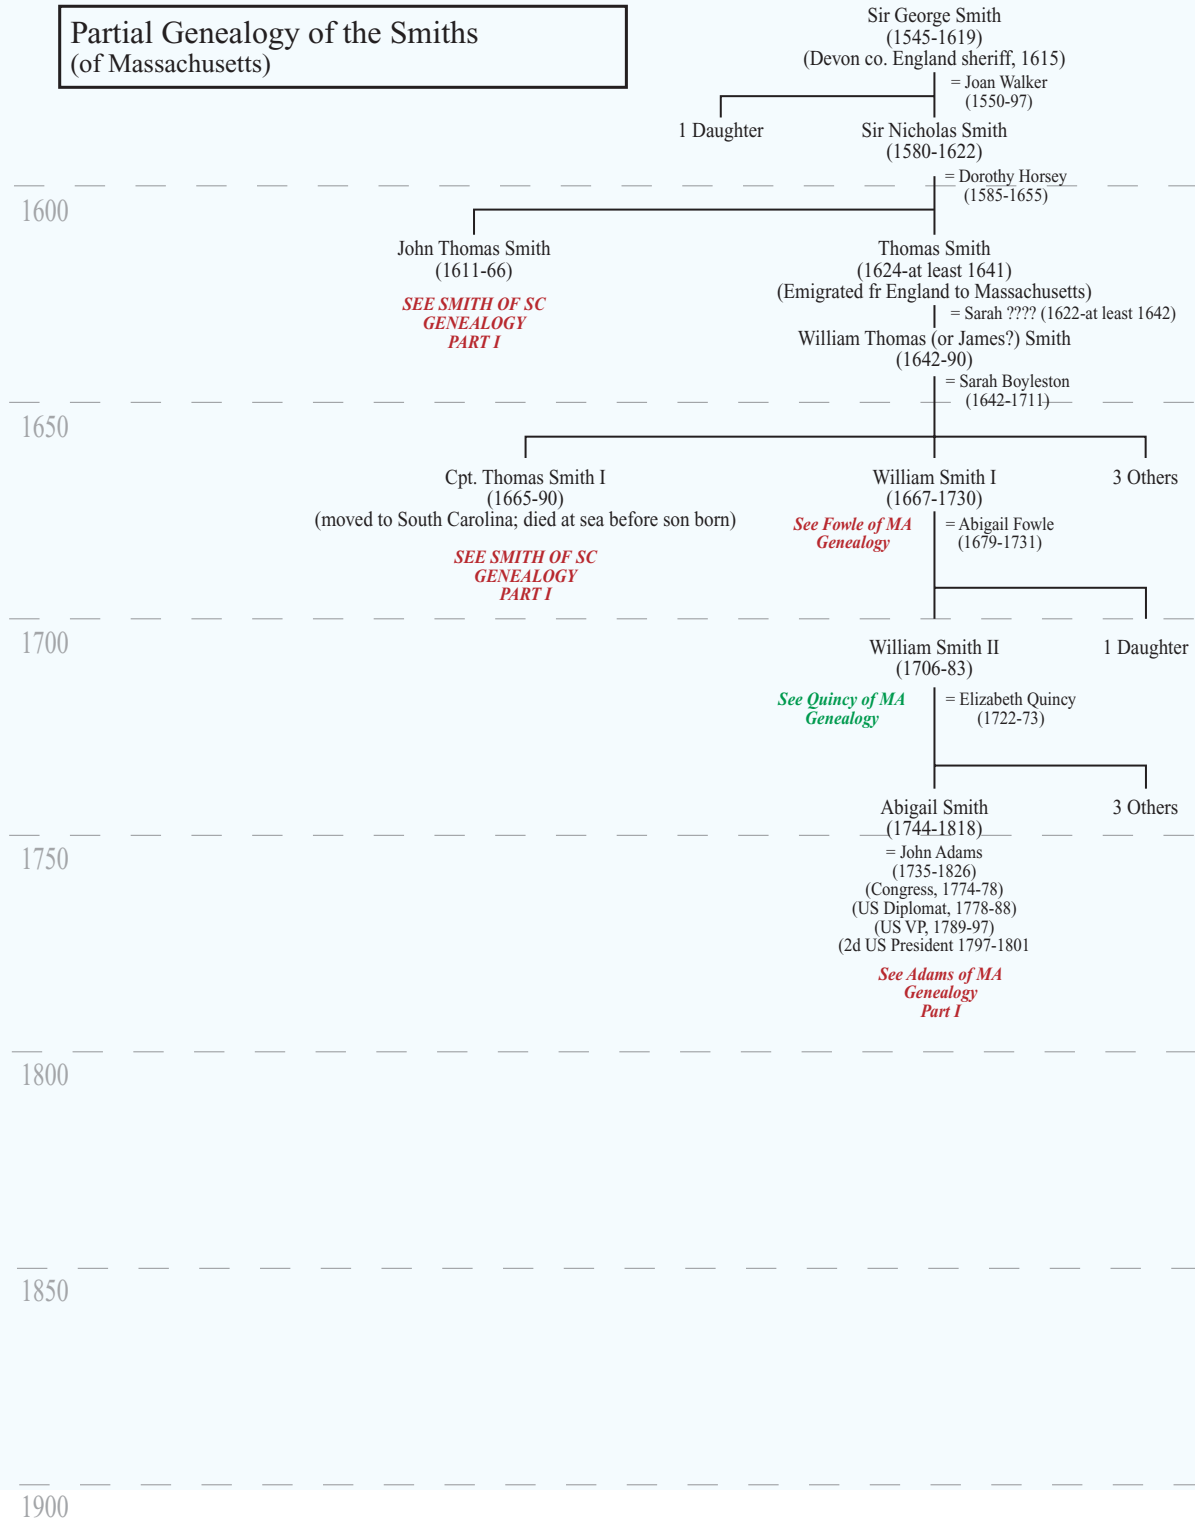 Partial Genealogy of the Smiths
(of Massachusetts)
Sir George Smith
(1545-1619)
(Devon co. England sheriff, 1615)
= Joan Walker
(1550-97)
1 Daughter
Sir Nicholas Smith
(1580-1622)
= Dorothy Horsey
(1585-1655)
1600
John Thomas Smith
(1611-66)
SEE SMITH OF SC
GENEALOGY
PART I
Thomas Smith
(1624-at least 1641)
(Emigrated fr England to Massachusetts)
= Sarah ???? (1622-at least 1642)
William Thomas (or James?) Smith
(1642-90)
= Sarah Boyleston
(1642-1711)
1650
Cpt. Thomas Smith I
(1665-90)
(moved to South Carolina; died at sea before son born)
SEE SMITH OF SC
GENEALOGY
PART I
William Smith I
(1667-1730)
3 Others
See Fowle of MA
Genealogy
= Abigail Fowle
(1679-1731)
1700
William Smith II
(1706-83)
1 Daughter
See Quincy of MA
Genealogy
= Elizabeth Quincy
(1722-73)
Abigail Smith
(1744-1818)
3 Others
1750
= John Adams
(1735-1826)
(Congress, 1774-78)
(US Diplomat, 1778-88)
(US VP, 1789-97)
(2d US President 1797-1801
See Adams of MA
Genealogy
Part I
1800
1850
1900